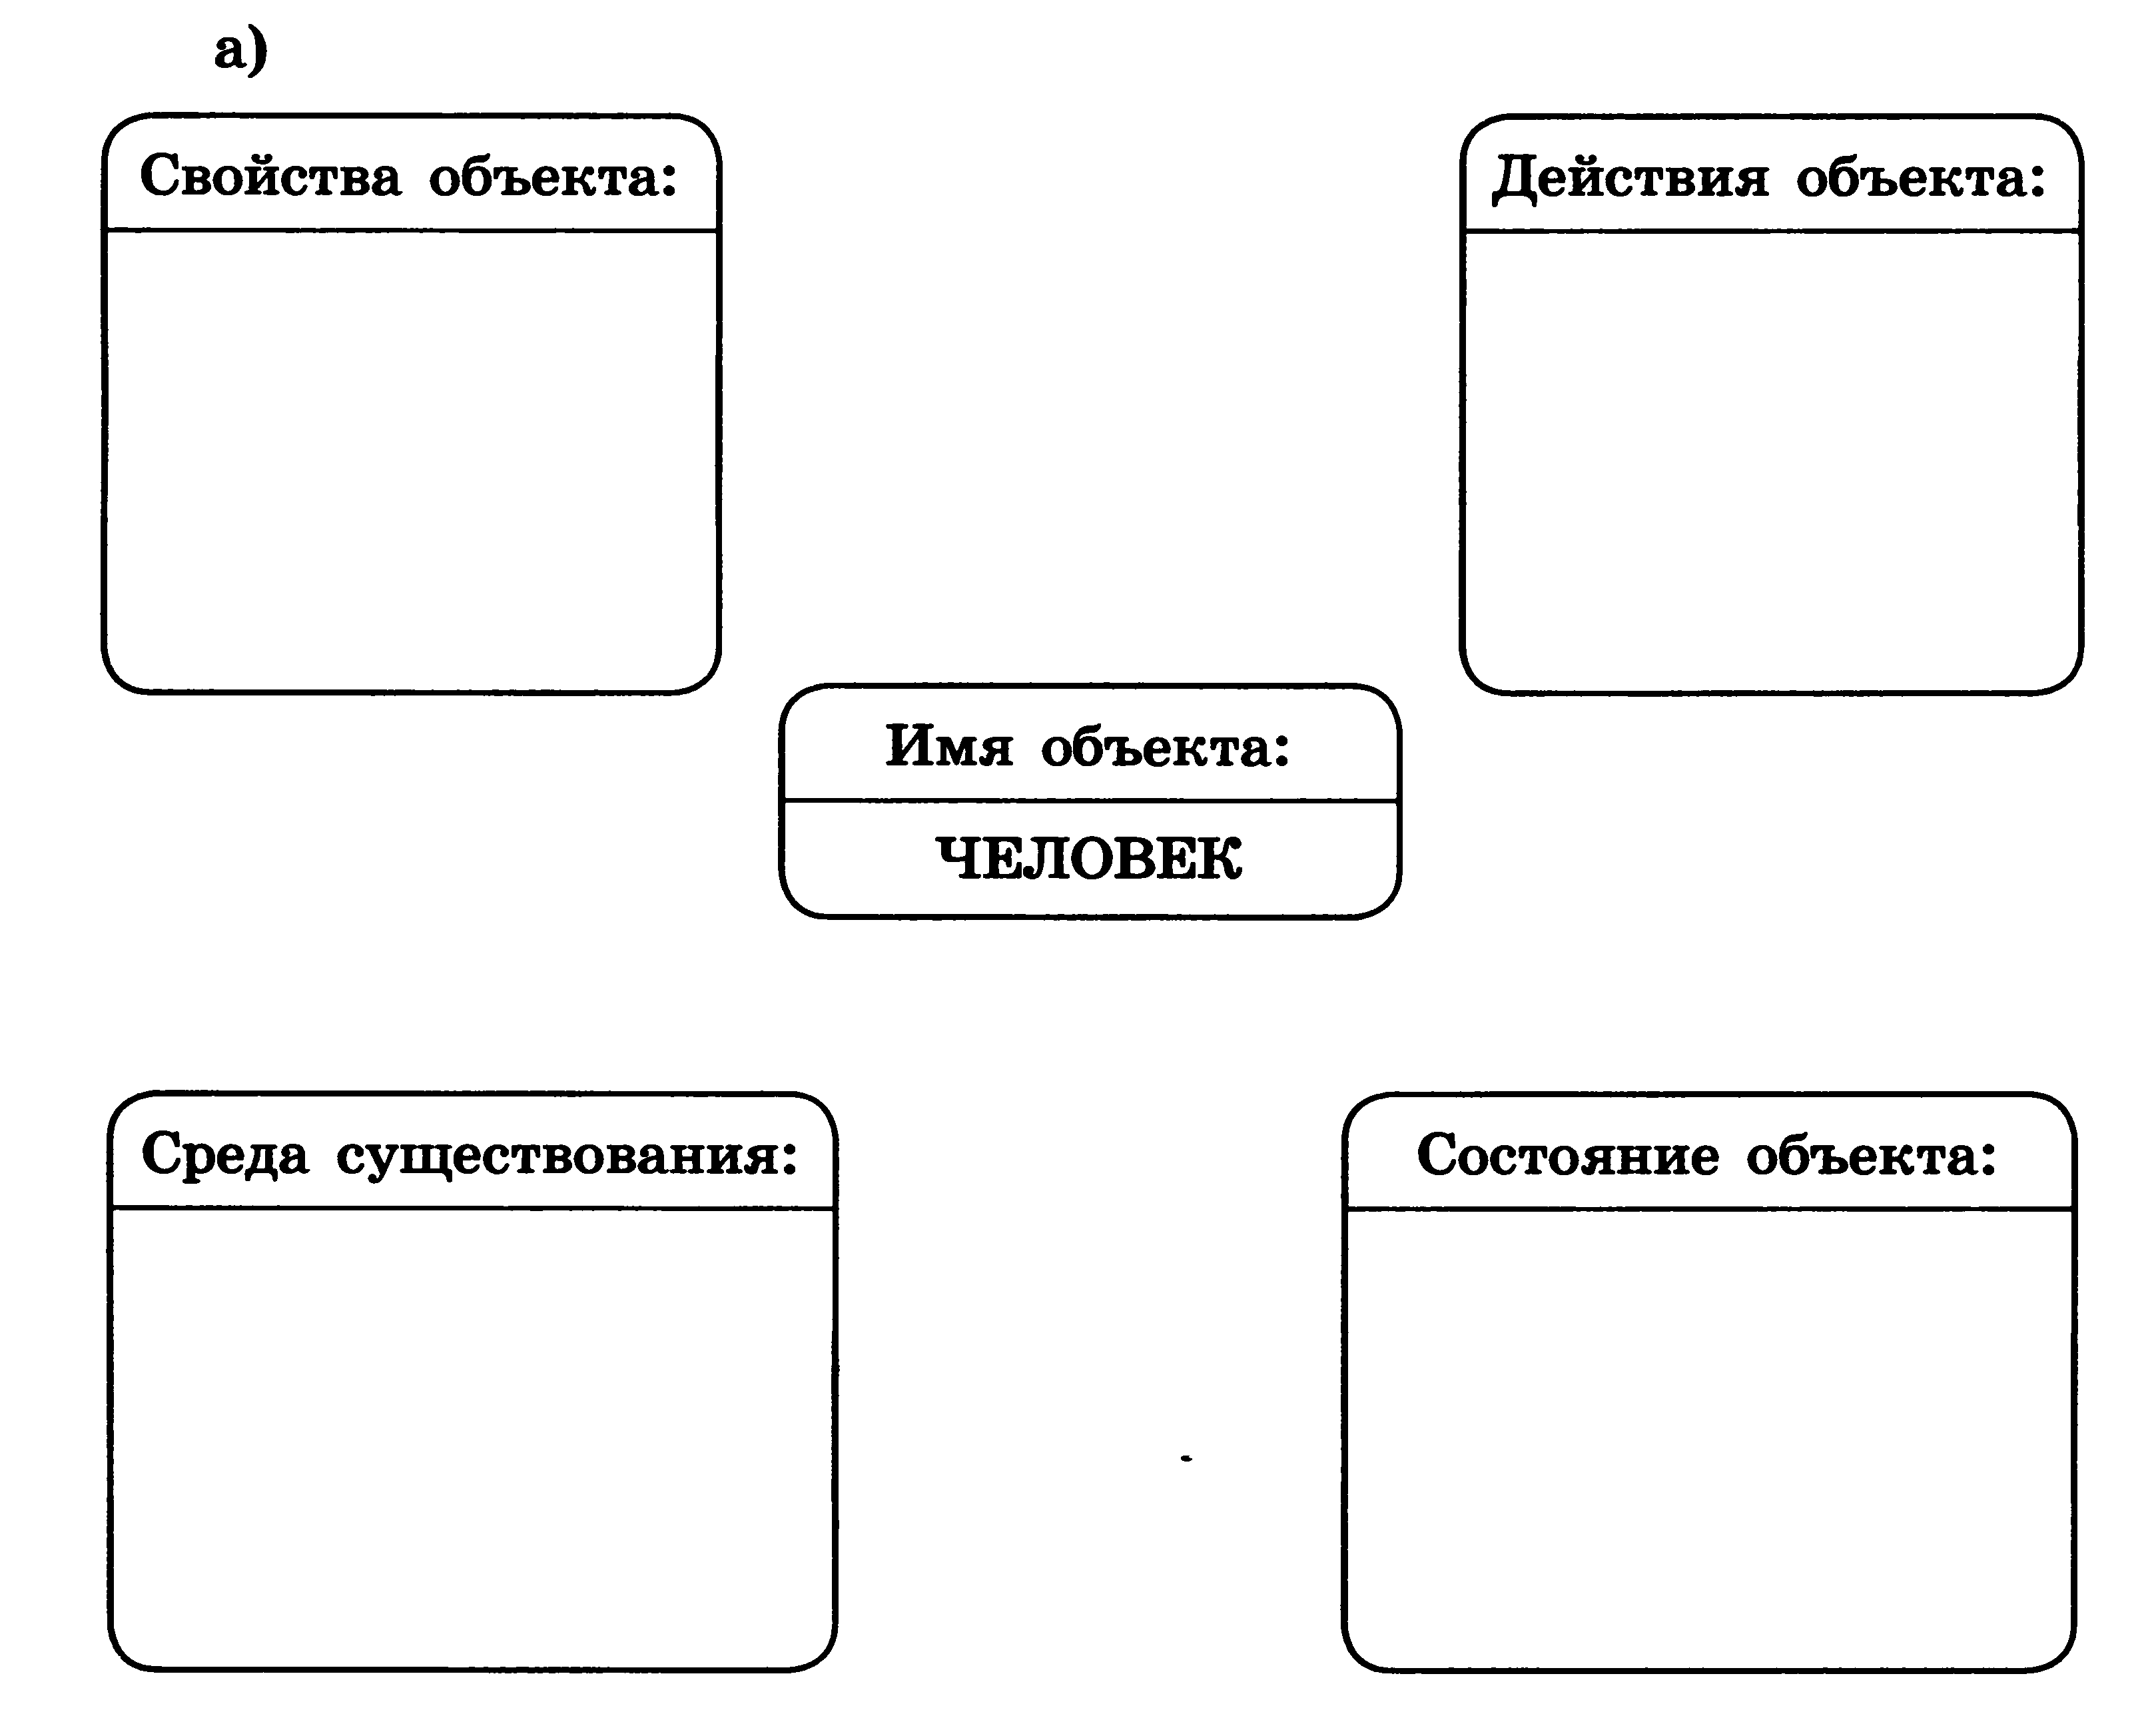 а)
Свойства объекта:
Действия объекта:
Имя объекта:
ЧЕЛОВЕК
Среда существования:
Состояние объекта: